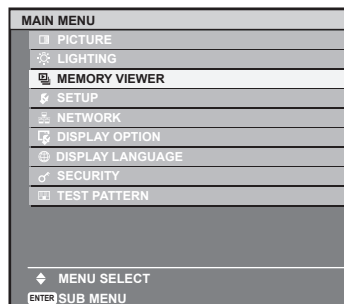 MAIN MENU
PICTURE
LIGHTING
MEMORY VIEWER
SETUP
NETWORK
DISPLAY OPTION
DISPLAY LANGUAGE
SECURITY
TEST PATTERN
MENU SELECT
ENTER SUB MENU